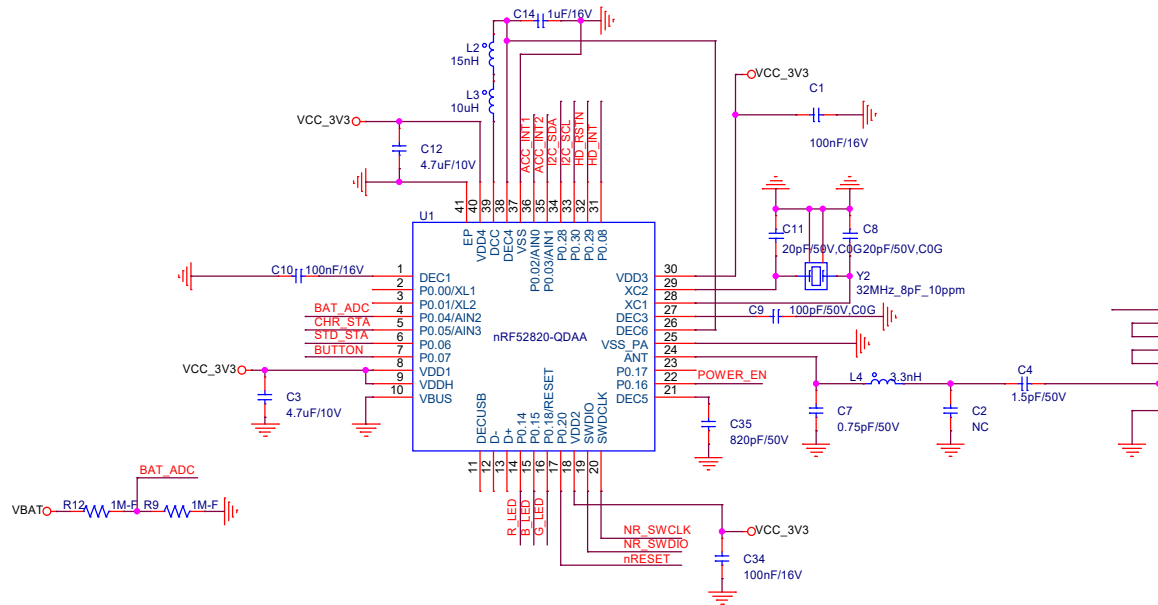 C14 1uF/16V
L2
15nH
L3
10uH
VCC_3V3
C12
4.7uF/10V
ACC_INT1
ACC_INT2
I2C_SDA
I2C_SCL
HD_RSTN
HD_INT
VCC_3V3
C1
100nF/16V
41
40
39
38
37
36
35
34
33
32
31
U1
EP
VDD4
DCC
DEC4
VSS
P0.02/AIN0
P0.03/AIN1
P0.28
P0.30
P0.29
P0.08
C11
20pF/50V,C0G
C8
20pF/50V,C0G
Y2
32MHz_8pF_10ppm
C10 100nF/16V
1 DEC1
2 P0.00/XL1
3 P0.01/XL2
BAT_ADC 4 P0.04/AIN2
CHR_STA 5 P0.05/AIN3
STD_STA 6 P0.06
BUTTON 7 P0.07
VCC_3V3 8 VDD1
9 VDDH
10 VBUS
C3
4.7uF/10V
nRF52820-QDAA
VDD3 30
XC2 29
XC1 28
DEC3 27
C9 100pF/50V,C0G
DEC6 26
VSS_PA 25
ANT 24
P0.17 23
P0.16 22 POWER_EN
DEC5 21
L4 3.3nH
C4
1.5pF/50V
C7
0.75pF/50V
C2
NC
C35
820pF/50V
DECUSB
D-
D+
P0.14
P0.15
P0.18/RESET
P0.20
VDD2
SWDIO
SWDCLK
11
12
13
14
15
16
17
18
19
20
R_LED
B_LED
G_LED
BAT_ADC
VBAT R12 1M-F R9 1M-F
NR_SWCLK
NR_SWDIO
nRESET
VCC_3V3
C34
100nF/16V